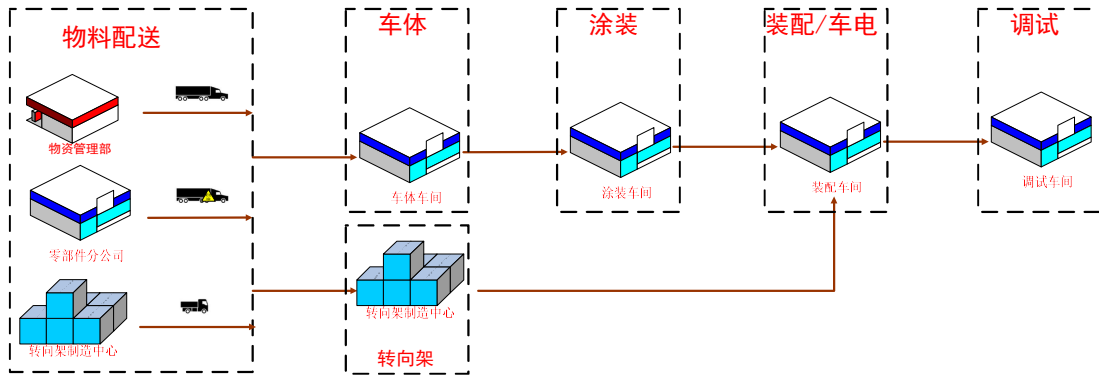 物料配送
车体
涂装
装配/车电
调试
物资管理部
零部件分公司
转向架制造中心
车体车间
涂装车间
装配车间
调试车间
转向架制造中心
转向架